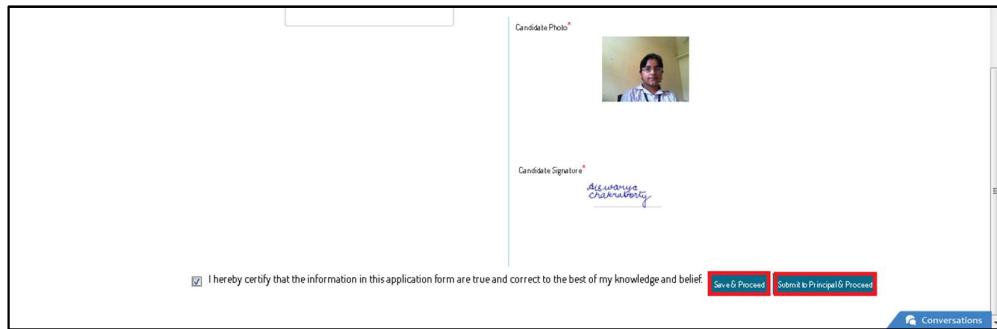 Candidate Photo*
Candidate Signature*
Aiswarya
Chakraborty
I hereby certify that the information in this application form are true and correct to the best of my knowledge and belief. Save & Proceed Submit to Principal & Proceed
Conversations